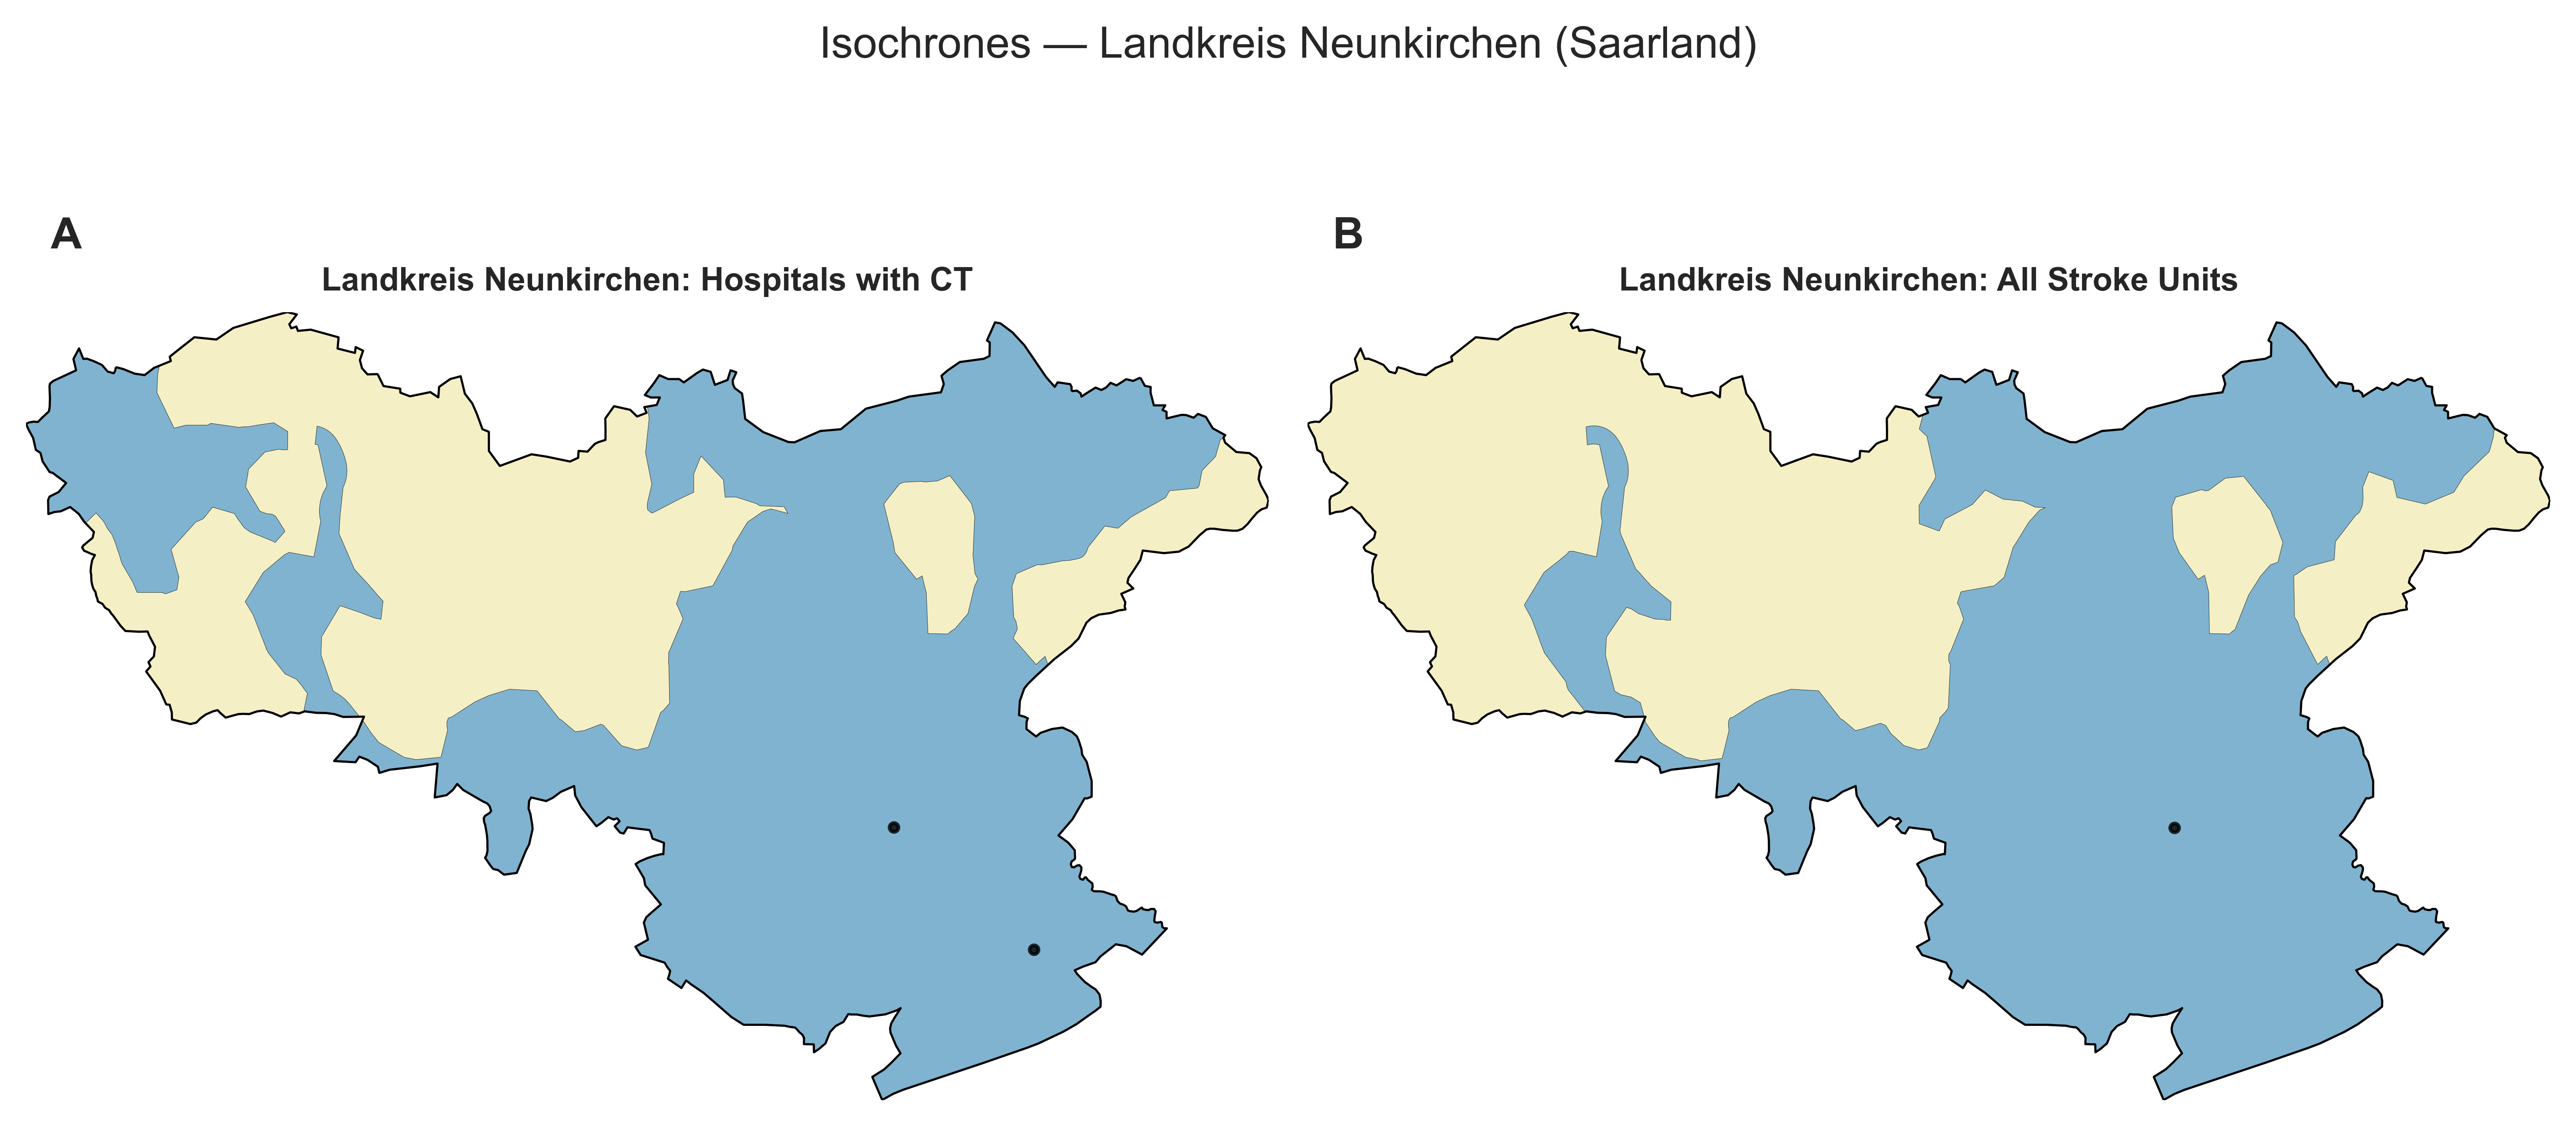 Isochrones — Landkreis Neunkirchen (Saarland)
A
Landkreis Neunkirchen: Hospitals with CT
B
Landkreis Neunkirchen: All Stroke Units